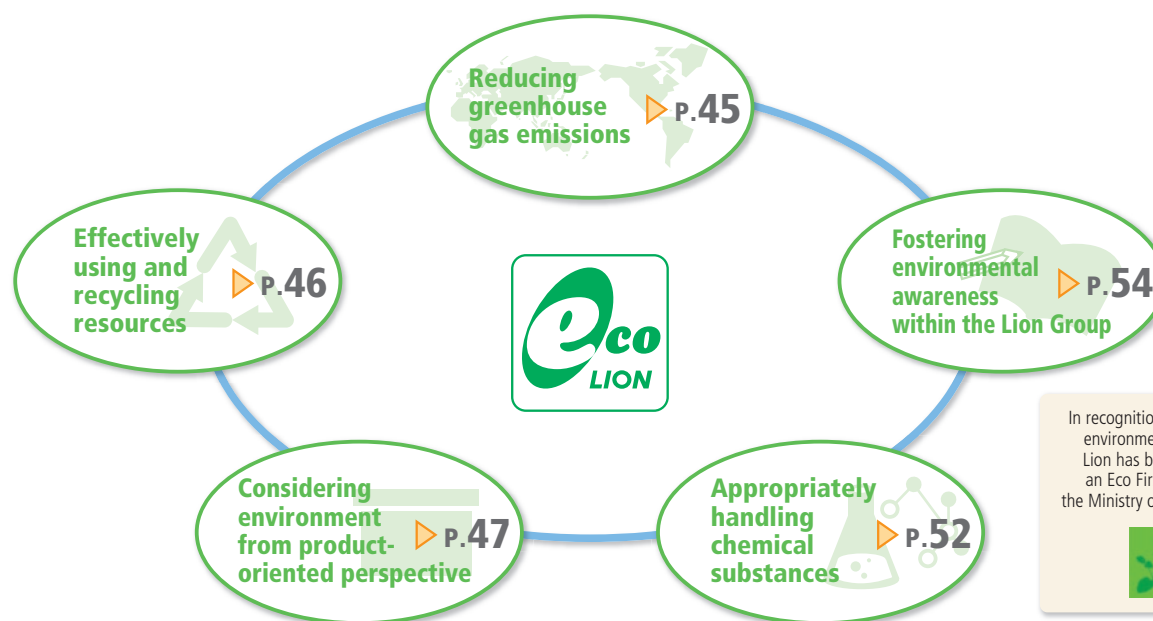 Reducing
greenhouse
gas emissions
P.45
Effectively
using and
recycling
resources
P.46
Fostering
environmental
awareness
within the Lion Group
P.54
eco
LION
Considering
environment
from product-
oriented perspective
P.47
Appropriately
handling
chemical
substances
P.52
In recognitio
environme
Lion has b
an Eco Fir
the Ministry o